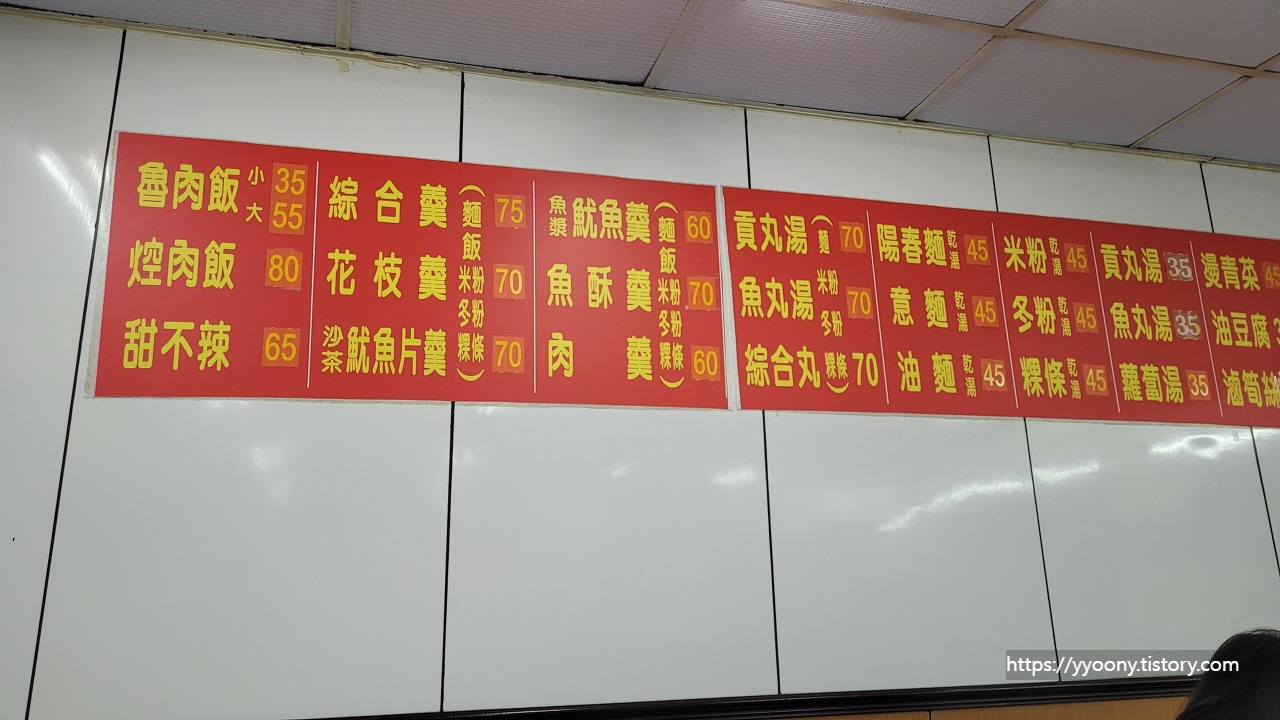 魯肉飯 小 35
大 55
焢肉飯 80
甜不辣 65
綜合羹 75
花枝羹 70
沙茶魷魚片羹 70
(麵 飯 米粉 冬粉 粿條)
魚漿魷魚羹 60
魚酥羹 70
肉羹 60
(麵 飯 米粉 冬粉 粿條)
貢丸湯 70
魚丸湯 70
綜合丸 70
(麵 米粉 冬粉 粿條)
陽春麵 乾湯 45
意麵 乾湯 45
油麵 乾湯 45
米粉 乾湯 45
冬粉 乾湯 45
粿條 乾湯 45
貢丸湯 35
魚丸湯 35
蘿蔔湯 35
燙青菜 45
油豆腐
滷筍絲
https://yyoony.tistory.com